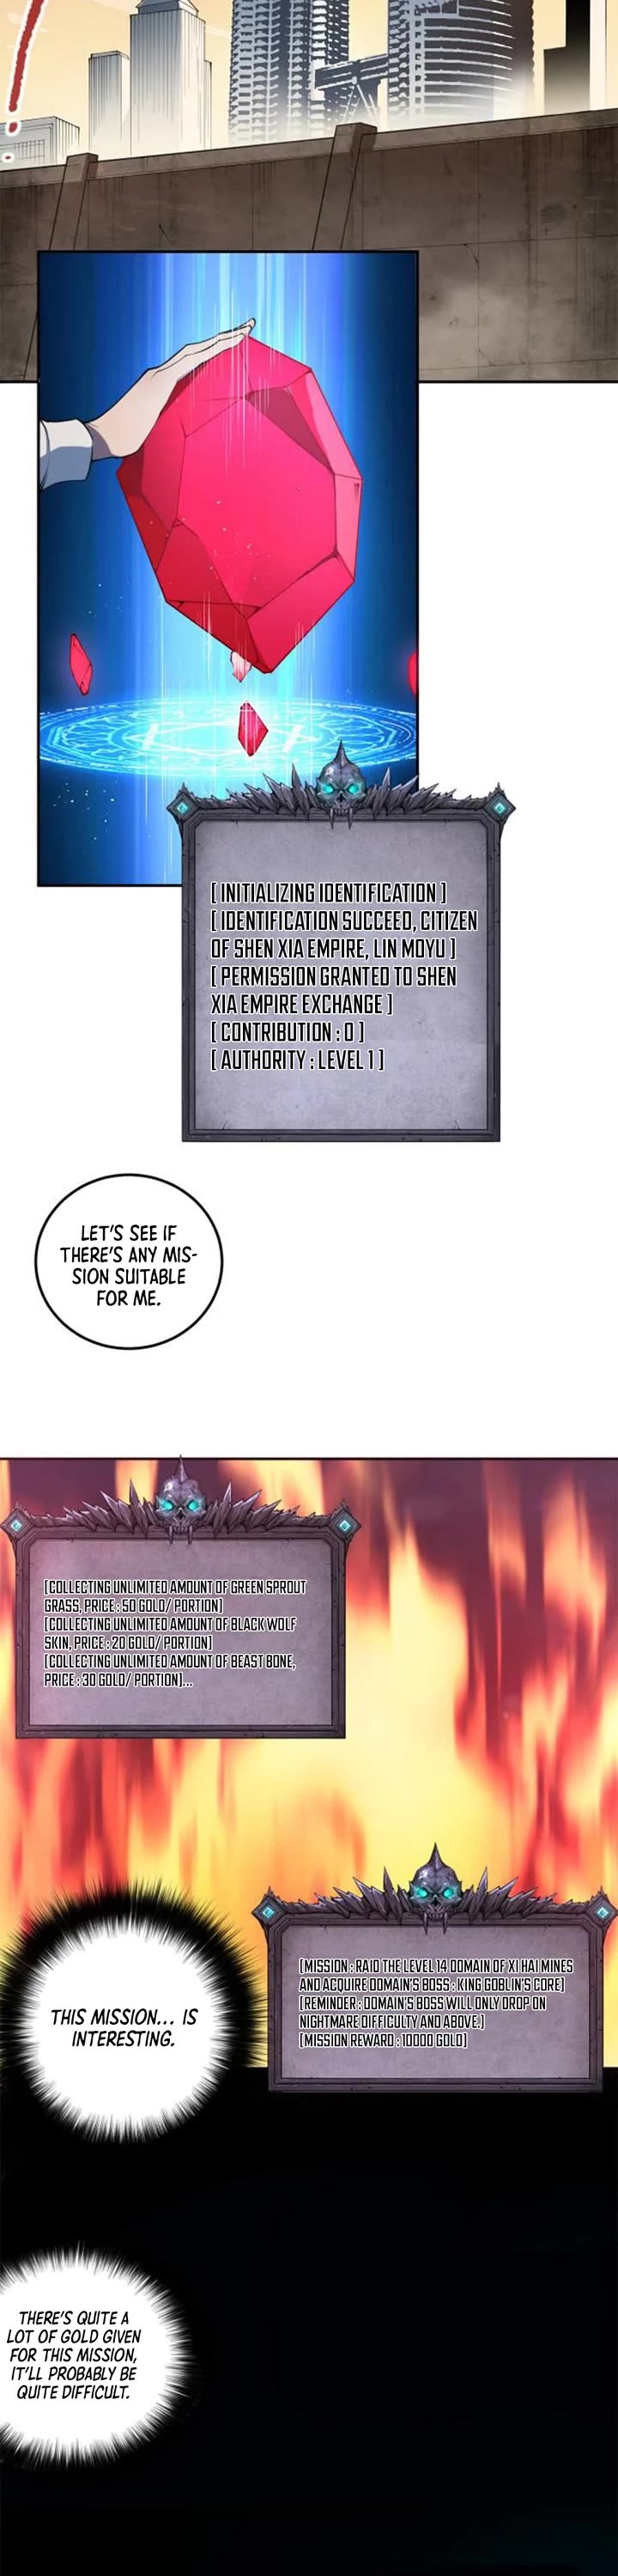 [ INITIALIZING IDENTIFICATION ]
[ IDENTIFICATION SUCCEED, CITIZEN
OF SHEN XIA EMPIRE, LIN MOYU ]
[ PERMISSION GRANTED TO SHEN
XIA EMPIRE EXCHANGE ]
[ CONTRIBUTION : 0 ]
[ AUTHORITY : LEVEL 1 ]
LET'S SEE IF
THERE'S ANY MIS-
SION SUITABLE
FOR ME.
[COLLECTING UNLIMITED AMOUNT OF GREEN SPROUT
GRASS, PRICE : 50 GOLD/ PORTION]
[COLLECTING UNLIMITED AMOUNT OF BLACK WOLF
SKIN, PRICE : 20 GOLD/ PORTION]
[COLLECTING UNLIMITED AMOUNT OF BEAST BONE,
PRICE : 30 GOLD/ PORTION]...
[MISSION : RAID THE LEVEL 14 DOMAIN OF XI HAI MINES
AND ACQUIRE DOMAIN'S BOSS : KING GOBLIN'S CORE]
[REMINDER : DOMAIN'S BOSS WILL ONLY DROP ON
NIGHTMARE DIFFICULTY AND ABOVE.]
[MISSION REWARD : 10000 GOLD]
THIS MISSION... IS
INTERESTING.
THERE'S QUITE A
LOT OF GOLD GIVEN
FOR THIS MISSION,
IT'LL PROBABLY BE
QUITE DIFFICULT.